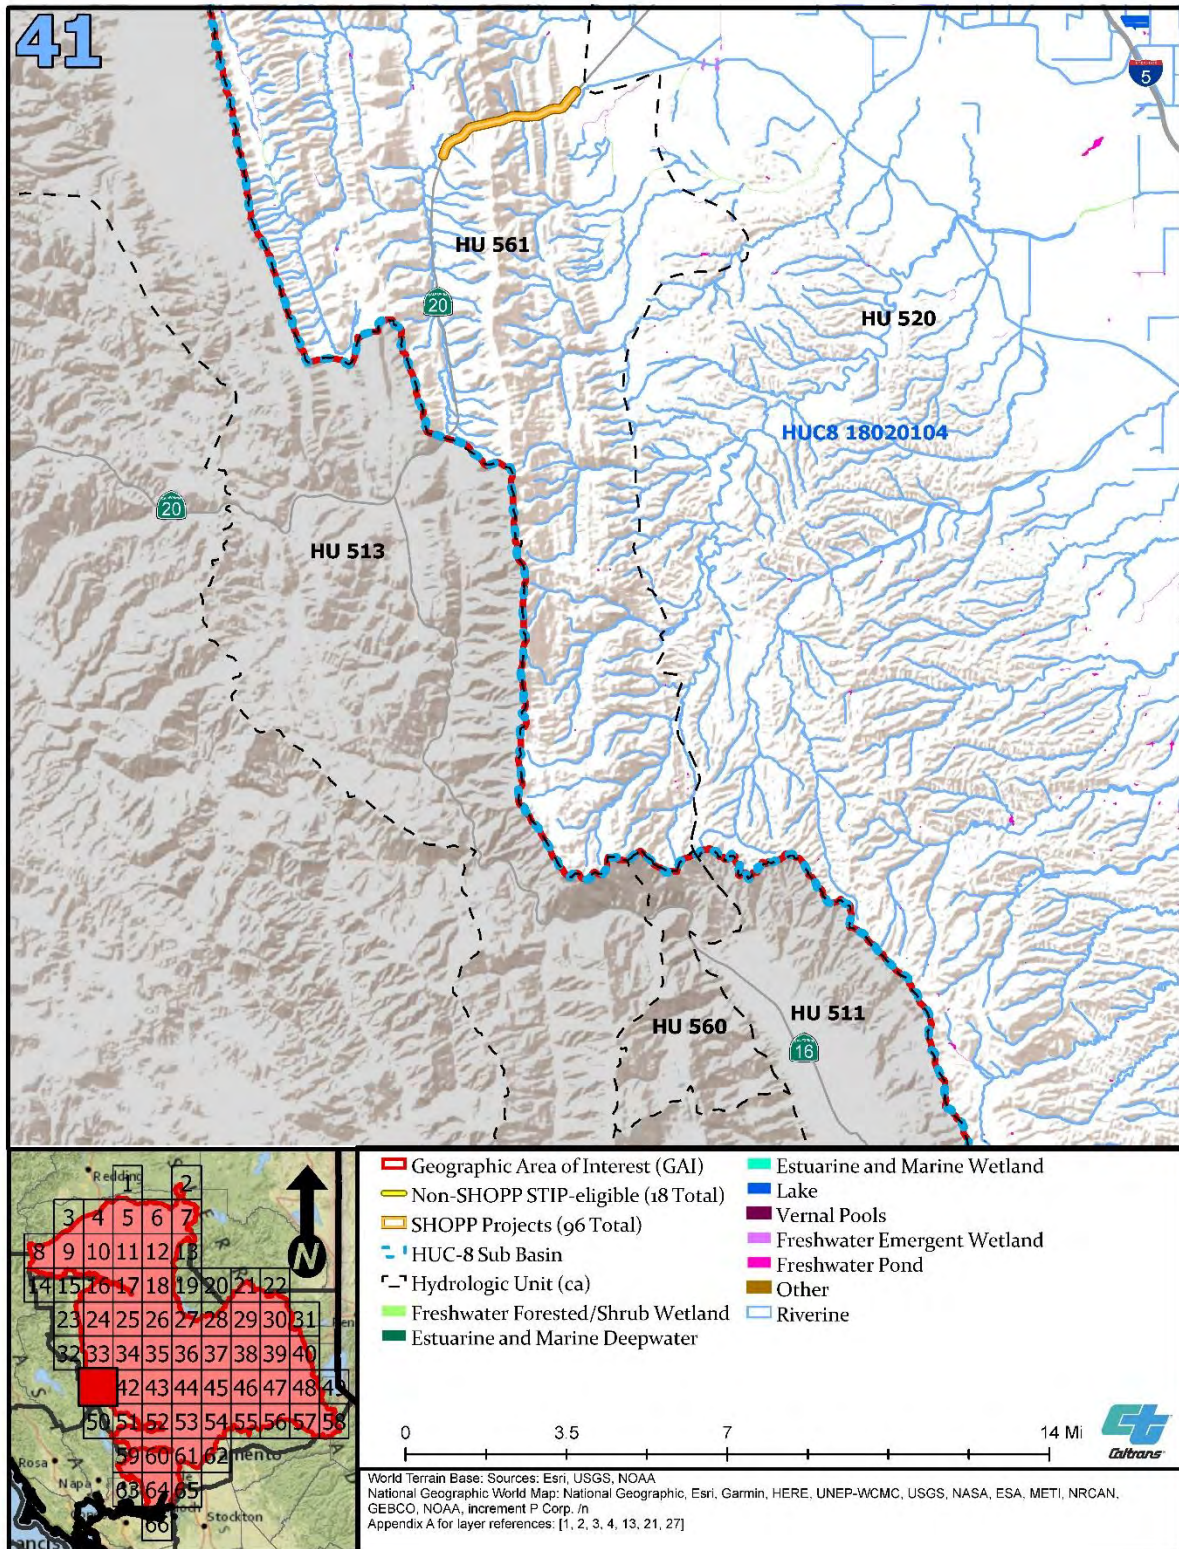 41
5
HU 561
20
HU 520
HUC8 18020104
20
HU 513
HU 511
HU 560
16
Redding
1 2
3 4 5 6 7
8 9 10 11 12 13
14 15 16 17 18 19 20 21 22
23 24 25 26 27 28 29 30 31
32 33 34 35 36 37 38 39 40
42 43 44 45 46 47 48 49
50 51 52 53 54 55 56 57 58
59 60 61 62
Rosa
Napa
63 64 65
Stockton
66
N
Geographic Area of Interest (GAI)
Non-SHOPP STIP-eligible (18 Total)
SHOPP Projects (96 Total)
HUC-8 Sub Basin
Hydrologic Unit (ca)
Freshwater Forested/Shrub Wetland
Estuarine and Marine Deepwater
Estuarine and Marine Wetland
Lake
Vernal Pools
Freshwater Emergent Wetland
Freshwater Pond
Other
Riverine
0 3.5 7 14 Mi
Caltrans
World Terrain Base: Sources: Esri, USGS, NOAA
National Geographic World Map: National Geographic, Esri, Garmin, HERE, UNEP-WCMC, USGS, NASA, ESA, METI, NRCAN,
GEBCO, NOAA, increment P Corp. /n
Appendix A for layer references: [1, 2, 3, 4, 13, 21, 27]